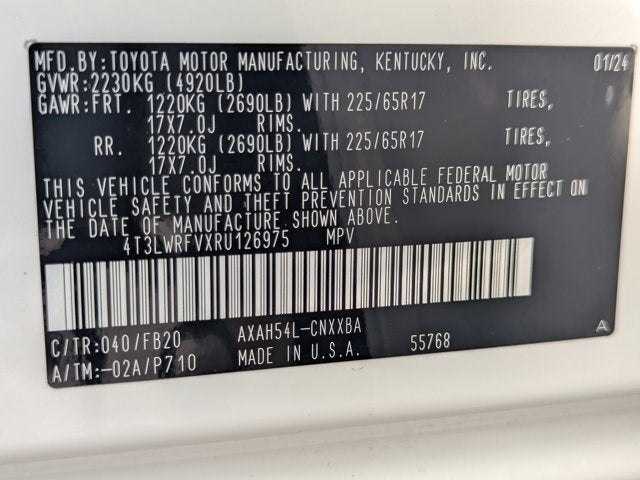 MFD.BY:TOYOTA MOTOR MANUFACTURING, KENTUCKY, INC. 01/24
GVWR:2230KG (4920LB)
GAWR:FRT. 1220KG (2690LB) WITH 225/65R17 TIRES,
17X7.0J RIMS.
RR. 1220KG (2690LB) WITH 225/65R17 TIRES,
17X7.0J RIMS.
THIS VEHICLE CONFORMS TO ALL APPLICABLE FEDERAL MOTOR
VEHICLE SAFETY AND THEFT PREVENTION STANDARDS IN EFFECT ON
THE DATE OF MANUFACTURE SHOWN ABOVE.
4T3LWRFVXRU126975 MPV
C/TR:040/FB20 AXAH54L-CNXXBA 55768 A
A/TM:-02A/P710 MADE IN U.S.A.